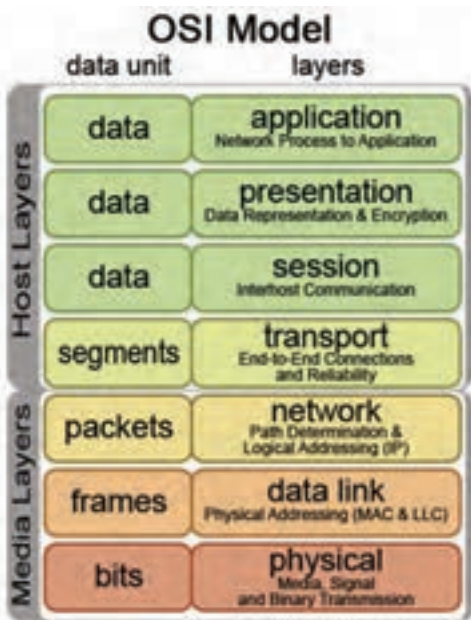 OSI Model
data unit layers
Host Layers
data application
Network Process to Application
data presentation
Data Representation & Encryption
data session
Interhost Communication
segments transport
End-to-End Connections
and Reliability
Media Layers
packets network
Path Determination &
Logical Addressing (IP)
frames data link
Physical Addressing (MAC & LLC)
bits physical
Media, Signal
and Binary Transmission